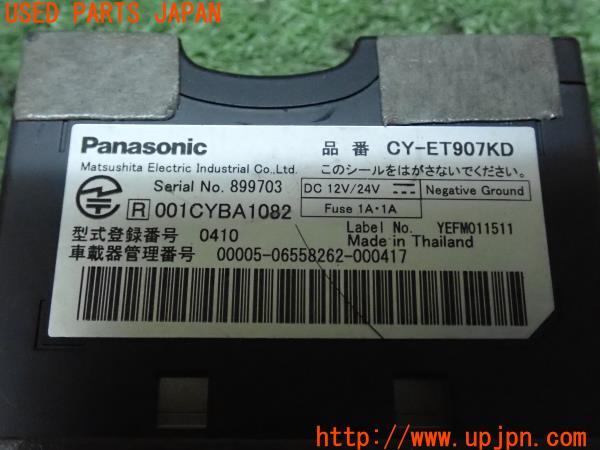 USED PARTS JAPAN
Panasonic
品番 CY-ET907KD
Matsushita Electric Industrial Co.,Ltd.
このシールをはがさないでください。
Serial No. 899703
DC 12V/24V
Negative Ground
R 001CYBA1082
Fuse 1A・1A
Label No. YEFM011511
型式登録番号 0410
Made in Thailand
車載器管理番号 00005-06558262-000417
http://www.upjpn.com/